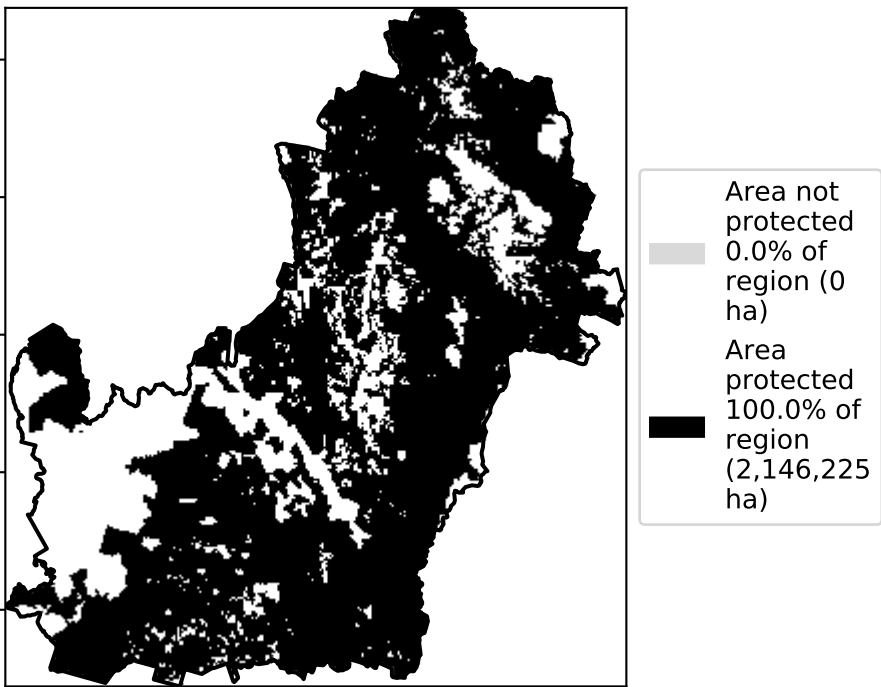 Area not
protected
0.0% of
region (0
ha)
Area
protected
100.0% of
region
(2,146,225
ha)